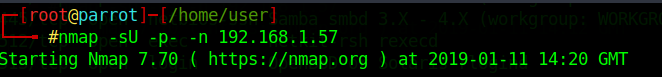 [root@parrot]─[/home/user]
#nmap -sU -p- -n 192.168.1.57
Starting Nmap 7.70 ( https://nmap.org ) at 2019-01-11 14:20 GMT